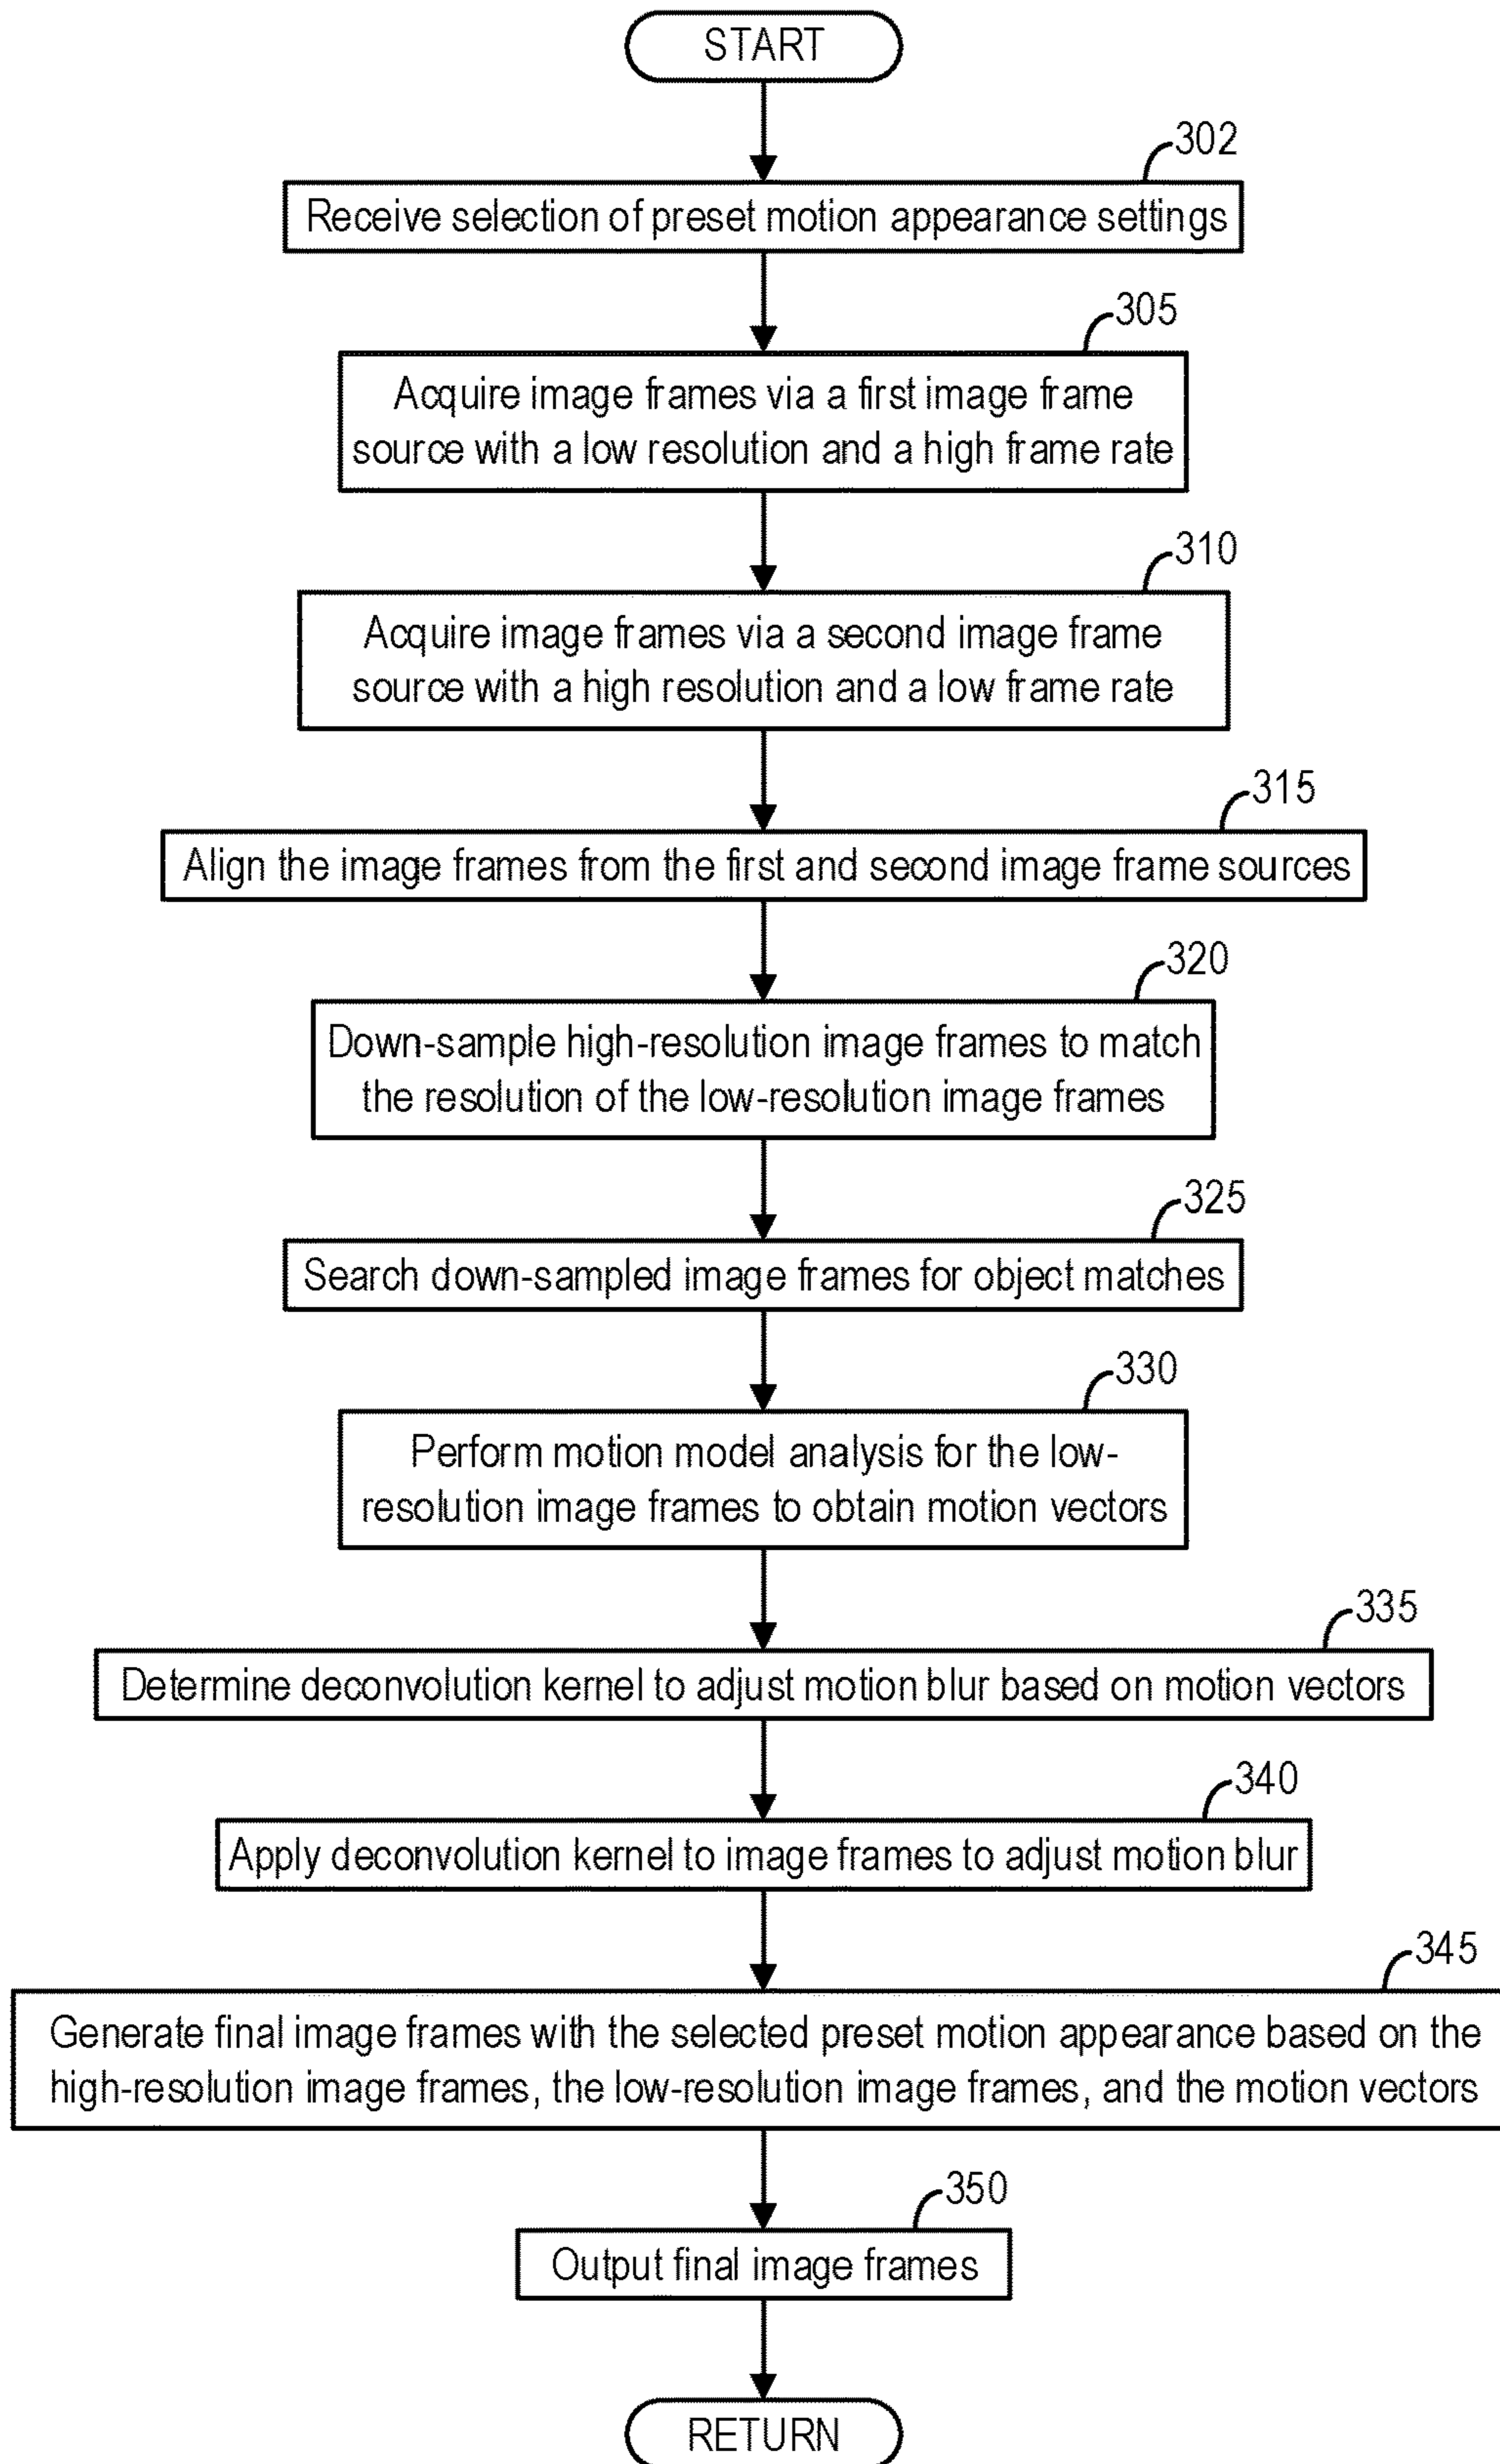 START
302
Receive selection of preset motion appearance settings
305
Acquire image frames via a first image frame
source with a low resolution and a high frame rate
310
Acquire image frames via a second image frame
source with a high resolution and a low frame rate
315
Align the image frames from the first and second image frame sources
320
Down-sample high-resolution image frames to match
the resolution of the low-resolution image frames
325
Search down-sampled image frames for object matches
330
Perform motion model analysis for the low-
resolution image frames to obtain motion vectors
335
Determine deconvolution kernel to adjust motion blur based on motion vectors
340
Apply deconvolution kernel to image frames to adjust motion blur
345
Generate final image frames with the selected preset motion appearance based on the
high-resolution image frames, the low-resolution image frames, and the motion vectors
350
Output final image frames
RETURN